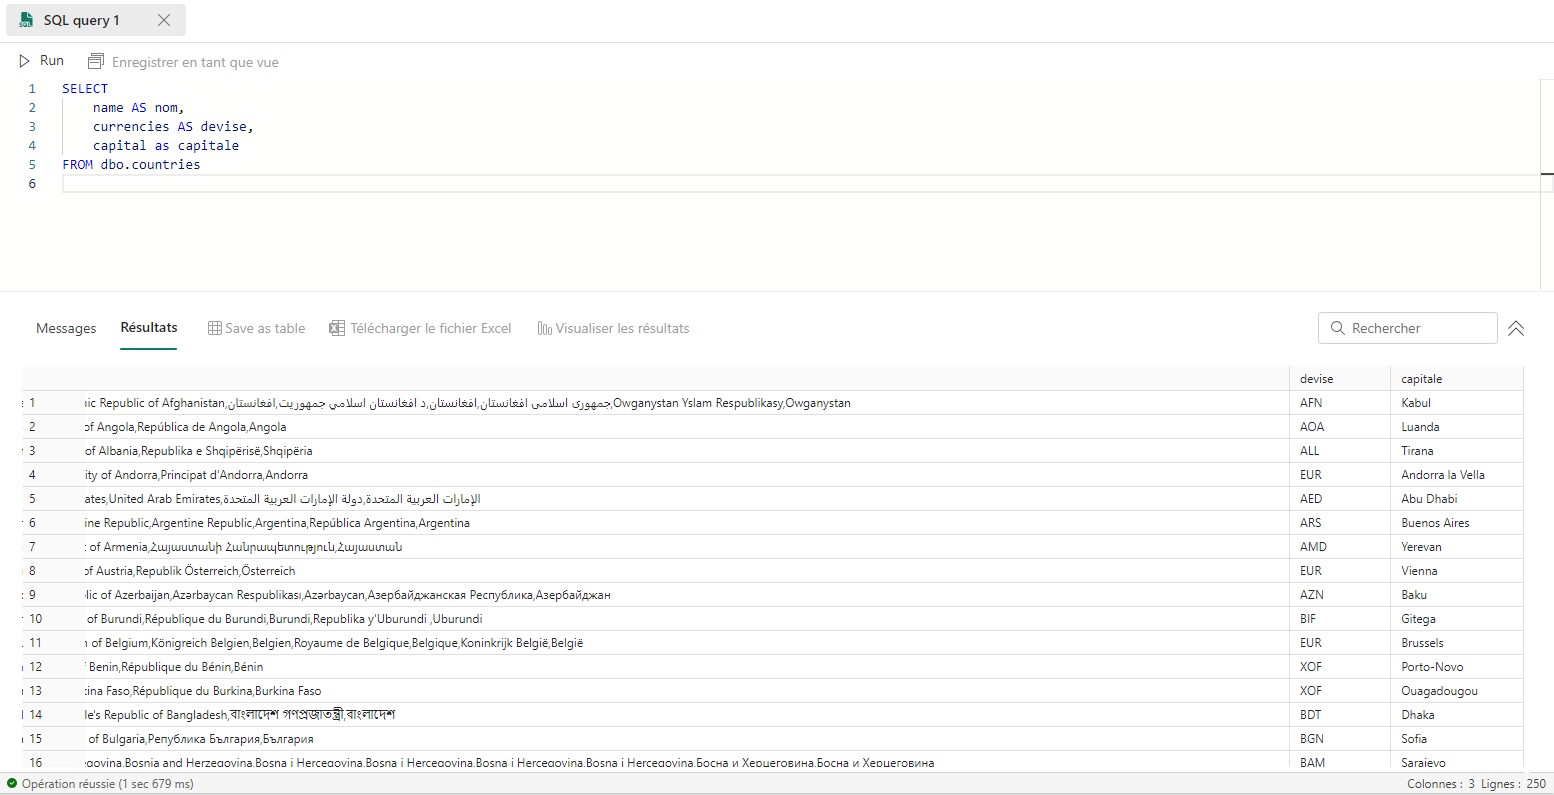 SQL query 1
Run Enregistrer en tant que vue
1 SELECT
2 name AS nom,
3 currencies AS devise,
4 capital as capitale
5 FROM dbo.countries
6
Messages Résultats Save as table Télécharger le fichier Excel Visualiser les résultats Rechercher
devise capitale
1 Republic of Afghanistan,جمهوری اسلامی افغانستان,افغانستان,د افغانستان اسلامي جمهوریت,افغانستان,Owganystan Yslam Respublikasy,Owganystan AFN Kabul
2 of Angola,República de Angola,Angola AOA Luanda
3 of Albania,Republika e Shqipërisë,Shqipëria ALL Tirana
4 ity of Andorra,Principat d'Andorra,Andorra EUR Andorra la Vella
5 ates,United Arab Emirates,الإمارات العربية المتحدة,دولة الإمارات العربية المتحدة AED Abu Dhabi
6 ine Republic,Argentine Republic,Argentina,República Argentina,Argentina ARS Buenos Aires
7 of Armenia,Հայաստանի Հանրապետություն,Հայաստան AMD Yerevan
8 of Austria,Republik Österreich,Österreich EUR Vienna
9 lic of Azerbaijan,Azərbaycan Respublikası,Azərbaycan,Азербайджанская Республика,Азербайджан AZN Baku
10 of Burundi,République du Burundi,Burundi,Republika y'Uburundi ,Uburundi BIF Gitega
11 of Belgium,Königreich Belgien,Belgien,Royaume de Belgique,Belgique,Koninkrijk België,België EUR Brussels
12 Benin,République du Bénin,Bénin XOF Porto-Novo
13 kina Faso,République du Burkina,Burkina Faso XOF Ouagadougou
14 le's Republic of Bangladesh,বাংলাদেশ গণপ্রজাতন্ত্রী,বাংলাদেশ BDT Dhaka
15 of Bulgaria,Република България,България BGN Sofia
16 egovina,Bosnia and Herzegovina,Bosna i Hercegovina,Bosna i Hercegovina,Bosna i Hercegovina,Bosna i Hercegovina,Босна и Херцеговина,Босна и Херцеговина BAM Sarajevo
Opération réussie (1 sec 679 ms) Colonnes : 3 Lignes : 250